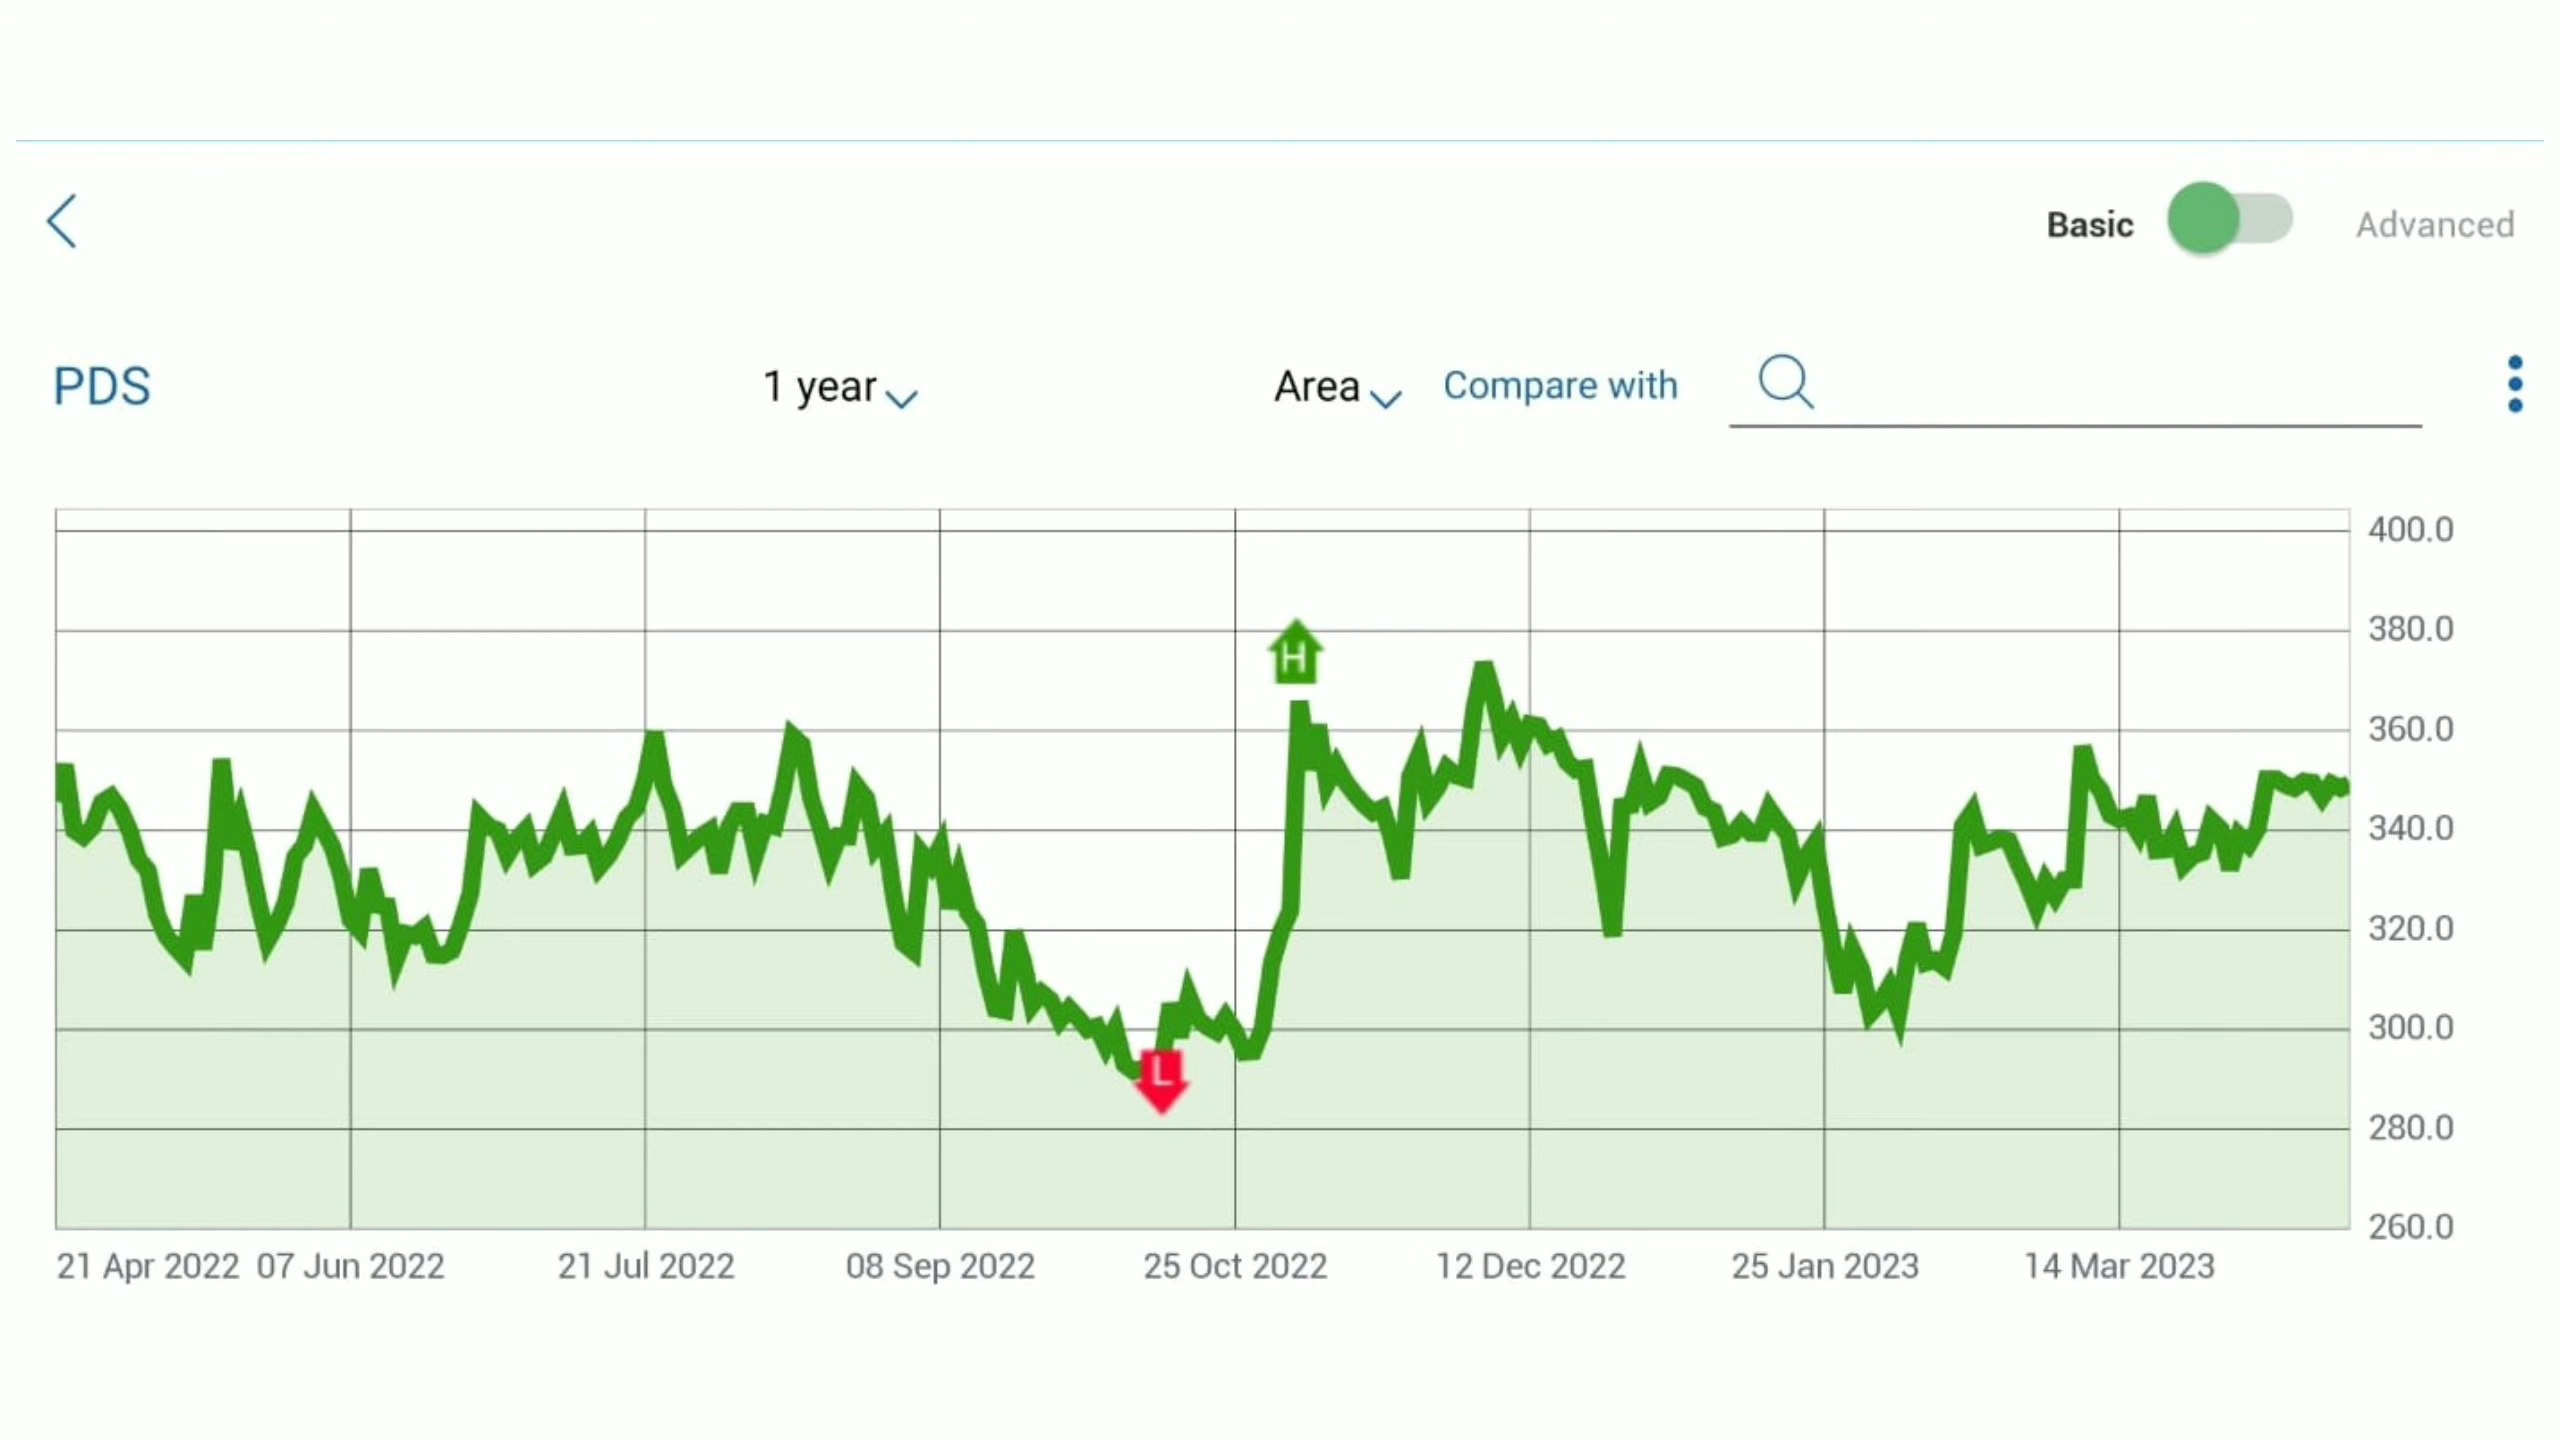 Basic Advanced
PDS 1 year Area Compare with
400.0
H
380.0
360.0
340.0
320.0
300.0
L
280.0
260.0
21 Apr 2022 07 Jun 2022 21 Jul 2022 08 Sep 2022 25 Oct 2022 12 Dec 2022 25 Jan 2023 14 Mar 2023